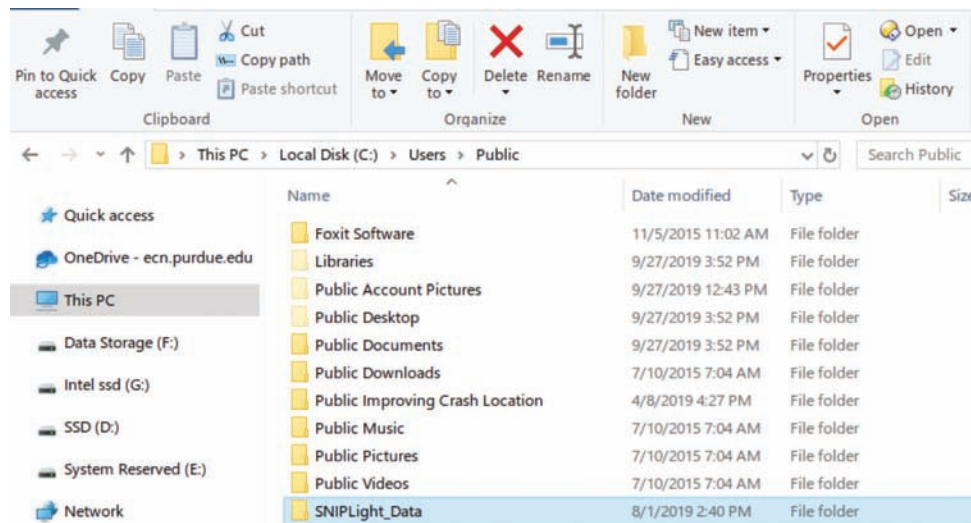 Pin to Quick access
Copy
Paste
Cut
Copy path
Paste shortcut
Clipboard
Move to
Copy to
Delete
Rename
Organize
New folder
New item
Easy access
New
Properties
Open
Edit
History
Open
This PC > Local Disk (C:) > Users > Public
Search Public
Quick access
OneDrive - ecn.purdue.edu
This PC
Data Storage (F:)
Intel ssd (G:)
SSD (D:)
System Reserved (E:)
Network
Name Date modified Type Size
Foxit Software 11/5/2015 11:02 AM File folder
Libraries 9/27/2019 3:52 PM File folder
Public Account Pictures 9/27/2019 12:43 PM File folder
Public Desktop 9/27/2019 3:52 PM File folder
Public Documents 9/27/2019 3:52 PM File folder
Public Downloads 7/10/2015 7:04 AM File folder
Public Improving Crash Location 4/8/2019 4:27 PM File folder
Public Music 7/10/2015 7:04 AM File folder
Public Pictures 7/10/2015 7:04 AM File folder
Public Videos 7/10/2015 7:04 AM File folder
SNIPLight_Data 8/1/2019 2:40 PM File folder